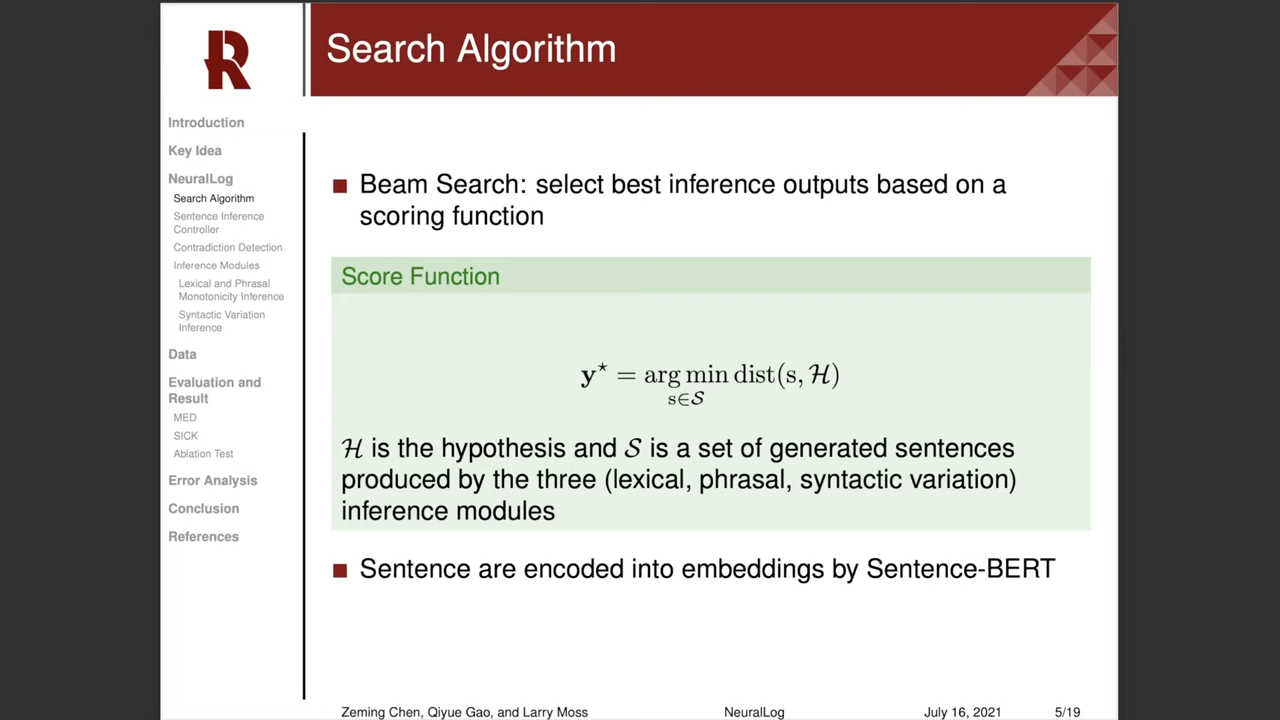 Search Algorithm
Introduction
Key Idea
NeuralLog
Search Algorithm
Sentence Inference
Controller
Contradiction Detection
Inference Modules
Lexical and Phrasal
Monotonicity Inference
Syntactic Variation
Inference
Data
Evaluation and
Result
MED
SICK
Ablation Test
Error Analysis
Conclusion
References
Beam Search: select best inference outputs based on a
scoring function
Score Function
y⋆ = arg min dist(s, ℋ)
s∈𝒮
ℋ is the hypothesis and 𝒮 is a set of generated sentences
produced by the three (lexical, phrasal, syntactic variation)
inference modules
Sentence are encoded into embeddings by Sentence-BERT
Zeming Chen, Qiyue Gao, and Larry Moss NeuralLog July 16, 2021 5/19